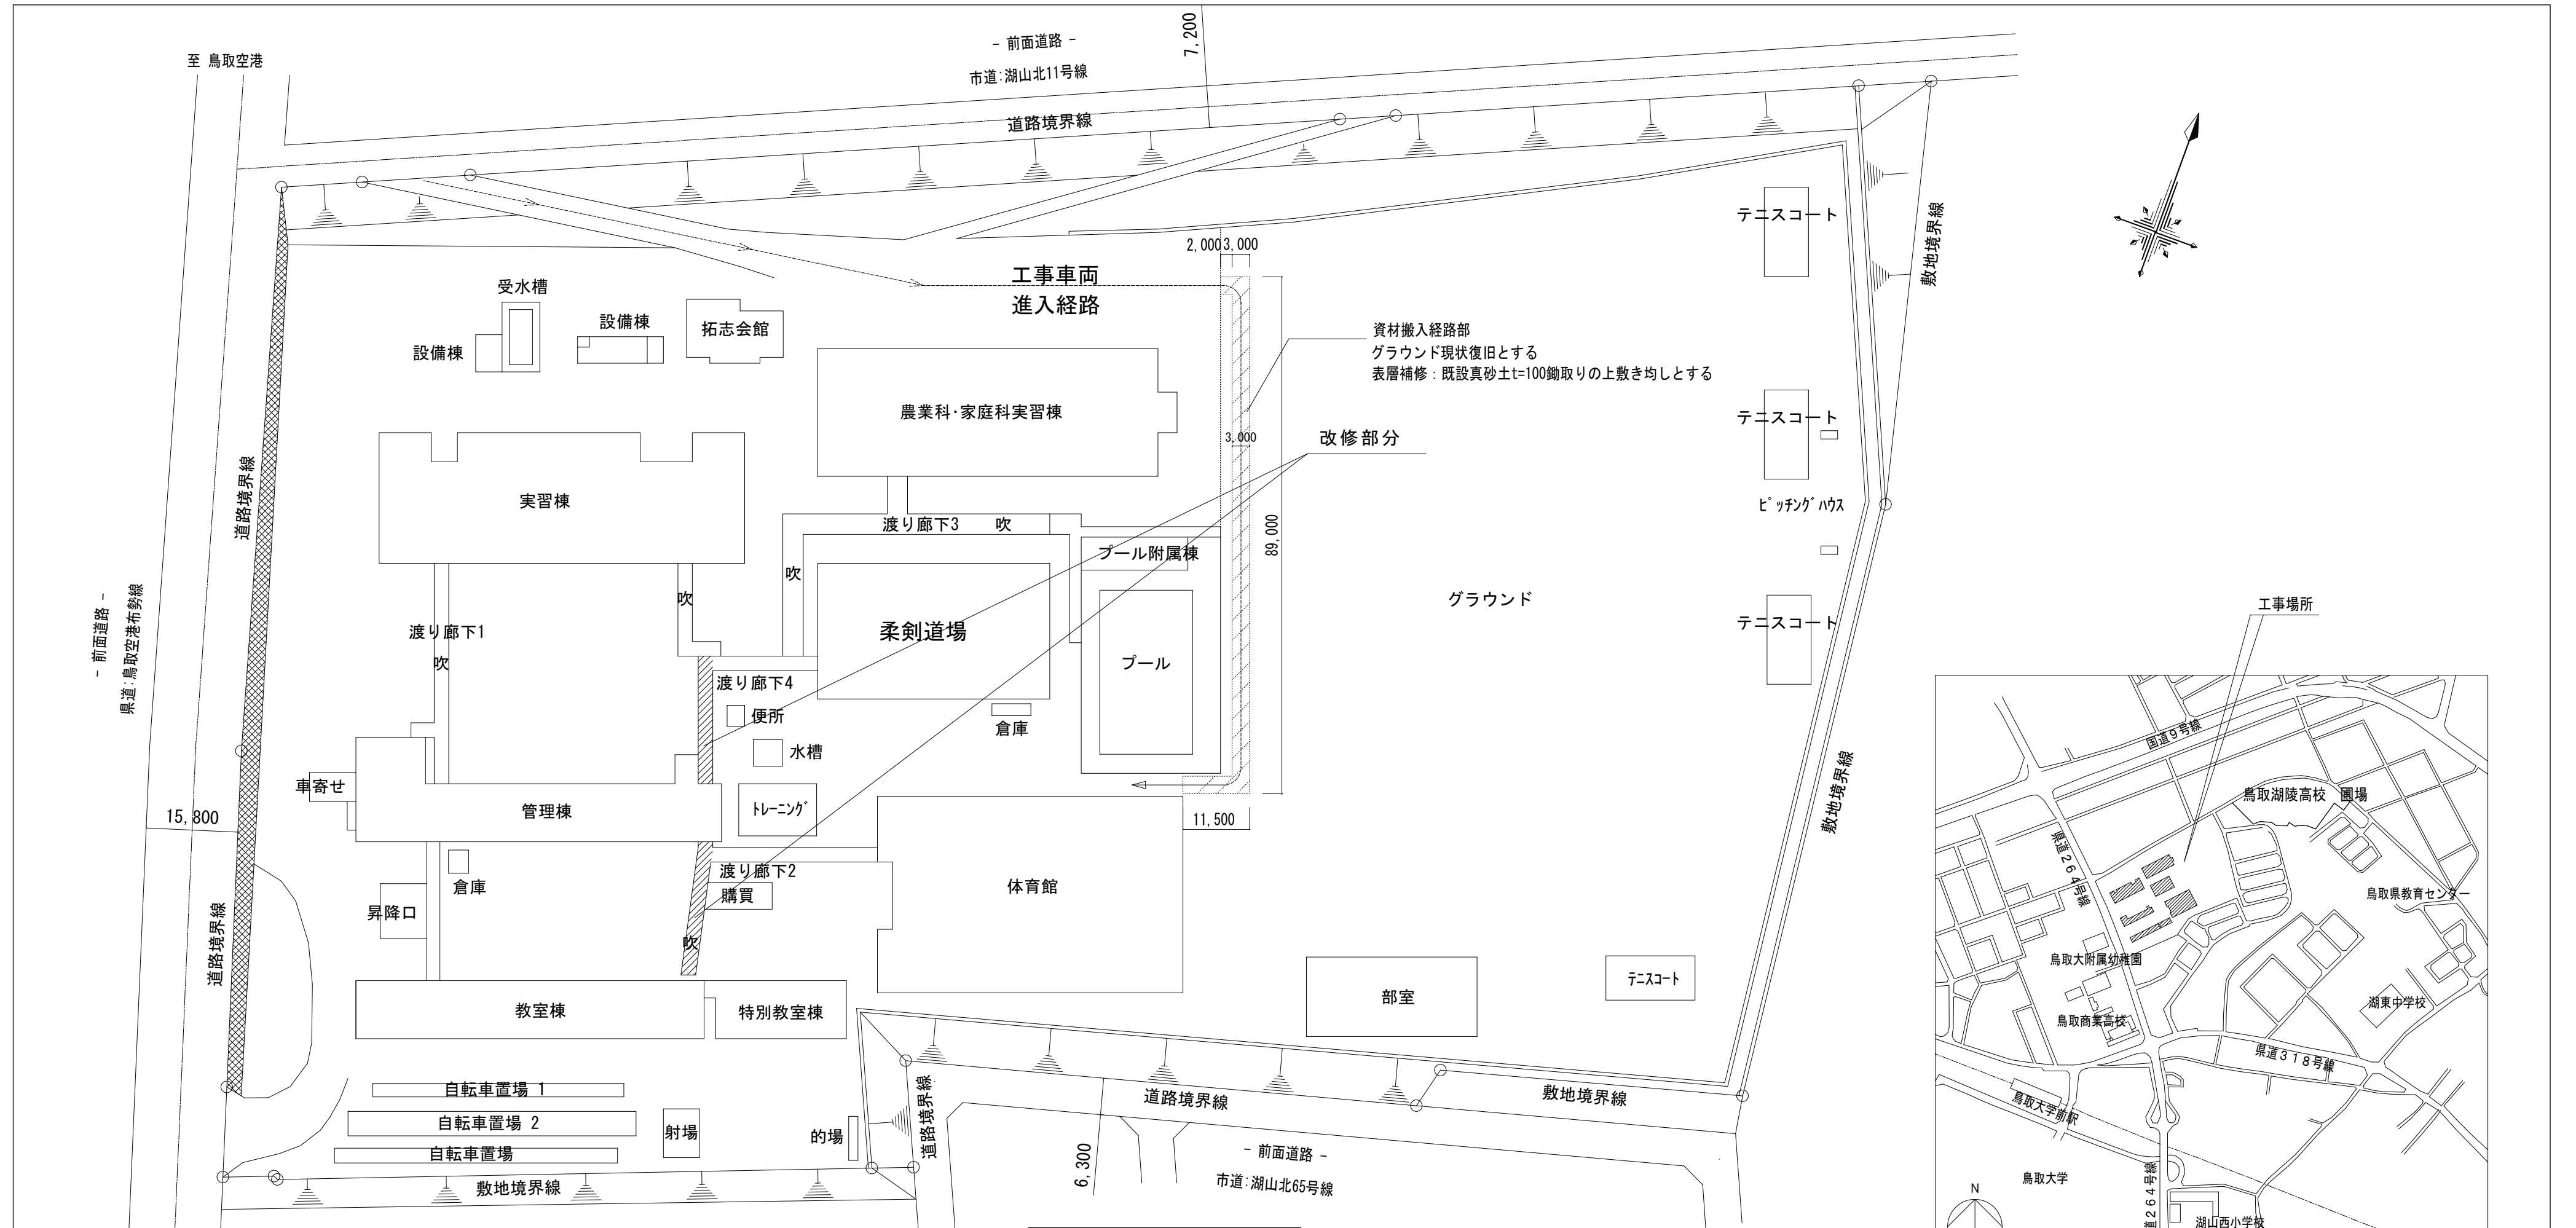 至 鳥取空港
- 前面道路 -
市道:湖山北11号線
7,200
道路境界線
テニスコート
敷地境界線
2,000
3,000
工事車両
進入経路
受水槽
設備棟
設備棟
拓志会館
資材搬入経路部
グラウンド現状復旧とする
表層補修：既設真砂土t=100鋤取りの上敷き均しとする
農業科･家庭科実習棟
テニスコート
3,000
改修部分
道路境界線
実習棟
ﾋﾟｯﾁﾝｸﾞﾊｳｽ
渡り廊下3
吹
89,000
プール附属棟
吹
吹
グラウンド
工事場所
- 前面道路 -
県道:鳥取空港布勢線
渡り廊下1
吹
柔剣道場
テニスコート
プール
渡り廊下4
便所
倉庫
水槽
国道９号線
車寄せ
管理棟
ﾄﾚｰﾆﾝｸﾞ
15,800
11,500
敷地境界線
鳥取湖陵高校 圃場
県道２６４号線
渡り廊下2
購買
体育館
倉庫
昇降口
吹
鳥取県教育センター
道路境界線
鳥取大附属幼稚園
教室棟
特別教室棟
部室
ﾃﾆｽｺｰﾄ
湖東中学校
鳥取商業高校
県道３１８号線
自転車置場 1
自転車置場 2
自転車置場
射場
的場
道路境界線
道路境界線
敷地境界線
鳥取大学前駅
6,300
- 前面道路 -
市道:湖山北65号線
敷地境界線
鳥取大学
N
道２６４号線
湖山西小学校